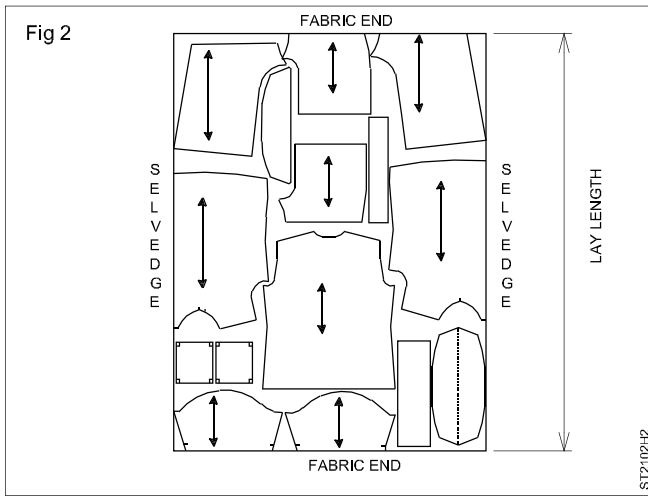 Fig 2
FABRIC END
SELVEDGE
SELVEDGE
LAY LENGTH
FABRIC END
ST2102H2